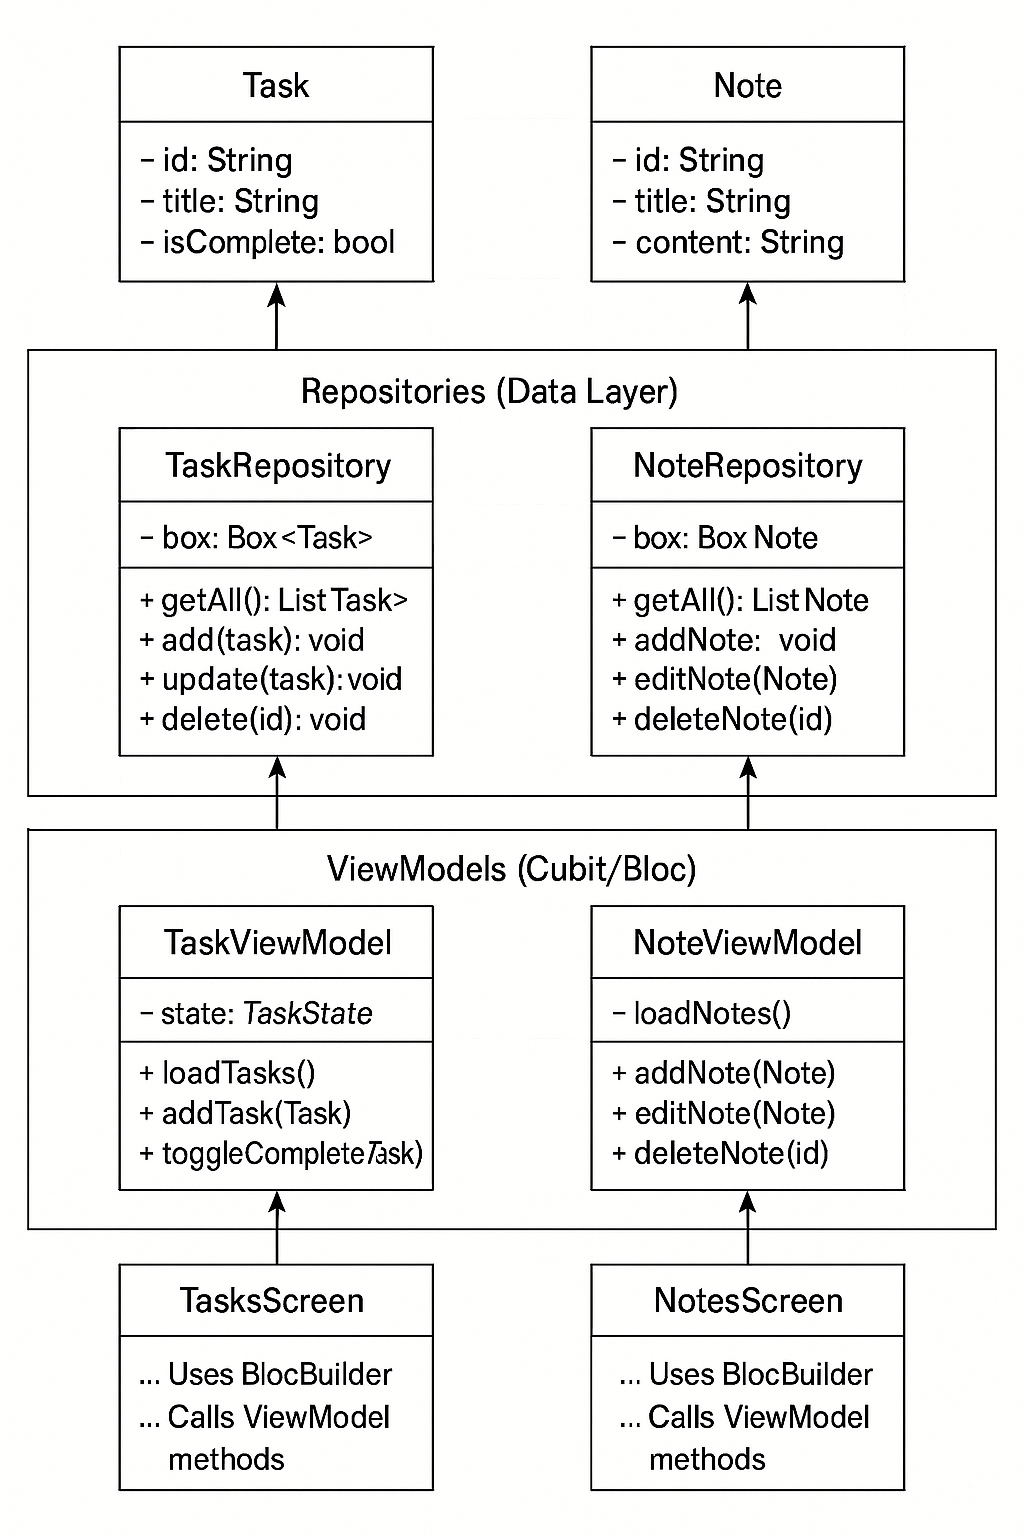 Task
– id: String
– title: String
– isComplete: bool
Note
– id: String
– title: String
– content: String
Repositories (Data Layer)
TaskRepository
– box: Box <Task>
+ getAll(): List Task>
+ add(task): void
+ update(task): void
+ delete(id): void
NoteRepository
– box: Box Note
+ getAll(): List Note
+ addNote: void
+ editNote(Note)
+ deleteNote(id)
ViewModels (Cubit/Bloc)
TaskViewModel
– state: TaskState
+ loadTasks()
+ addTask(Task)
+ toggleCompleteTask)
NoteViewModel
– loadNotes()
+ addNote(Note)
+ editNote(Note)
+ deleteNote(id)
TasksScreen
... Uses BlocBuilder
... Calls ViewModel
methods
NotesScreen
... Uses BlocBuilder
... Calls ViewModel
methods